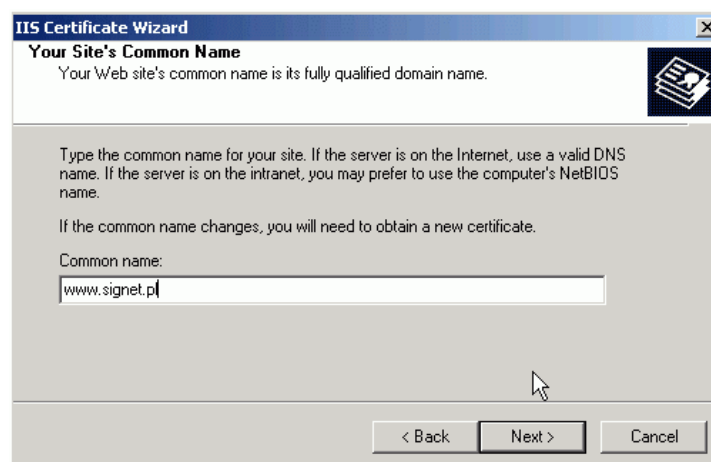 IIS Certificate Wizard
Your Site's Common Name
Your Web site's common name is its fully qualified domain name.
Type the common name for your site. If the server is on the Internet, use a valid DNS
name. If the server is on the intranet, you may prefer to use the computer's NetBIOS
name.
If the common name changes, you will need to obtain a new certificate.
Common name:
www.signet.pl
< Back
Next >
Cancel